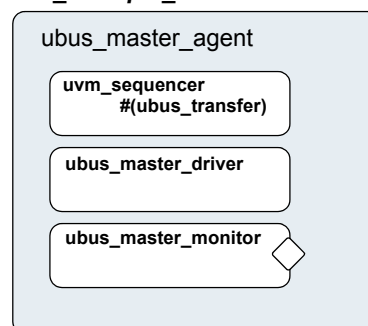 ubus_master_agent
uvm_sequencer
#(ubus_transfer)
ubus_master_driver
ubus_master_monitor